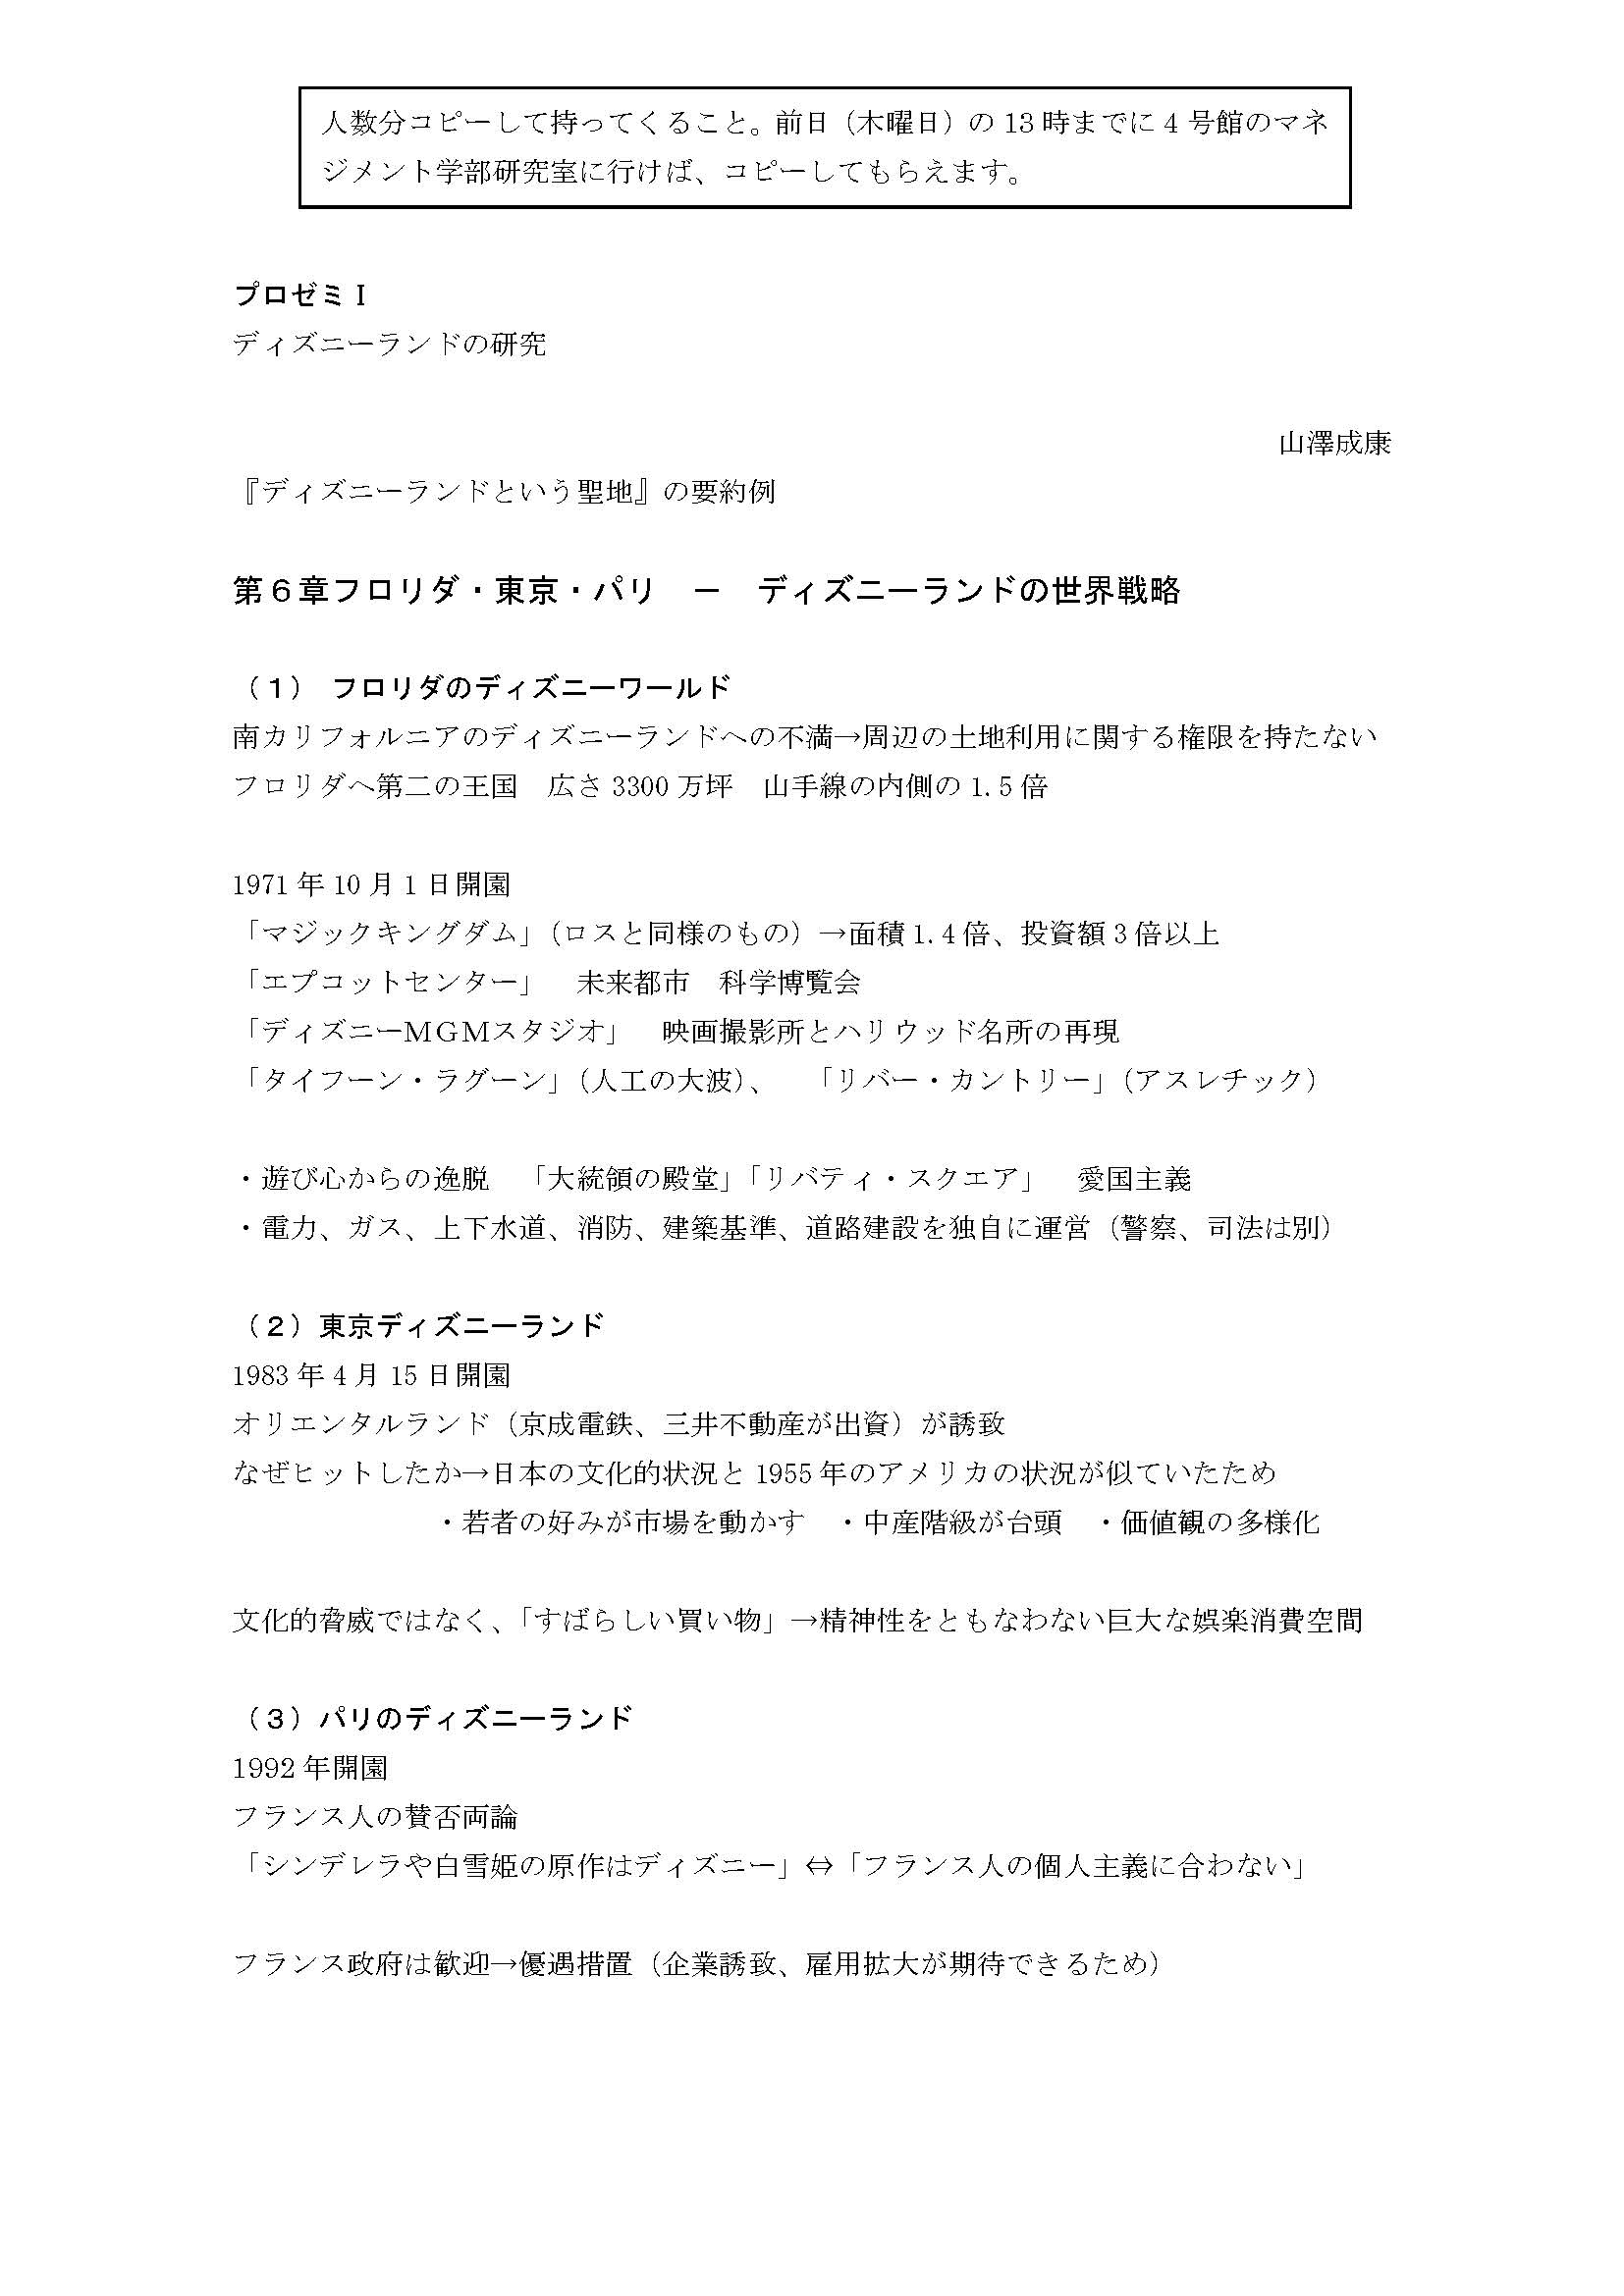 人数分コピーして持ってくること。前日（木曜日）の 13 時までに 4 号館のマネ
ジメント学部研究室に行けば、コピーしてもらえます。
プロゼミⅠ
ディズニーランドの研究
山澤成康
『ディズニーランドという聖地』の要約例
第６章フロリダ・東京・パリ　－　ディズニーランドの世界戦略
（１）　フロリダのディズニーワールド
南カリフォルニアのディズニーランドへの不満→周辺の土地利用に関する権限を持たない
フロリダへ第二の王国　広さ 3300 万坪　山手線の内側の 1.5 倍
1971 年 10 月 1 日開園
「マジックキングダム」（ロスと同様のもの）→面積 1.4 倍、投資額 3 倍以上
「エプコットセンター」　未来都市　科学博覧会
「ディズニーＭＧＭスタジオ」　映画撮影所とハリウッド名所の再現
「タイフーン・ラグーン」（人工の大波）、　「リバー・カントリー」（アスレチック）
・遊び心からの逸脱　「大統領の殿堂」「リバティ・スクエア」　愛国主義
・電力、ガス、上下水道、消防、建築基準、道路建設を独自に運営（警察、司法は別）
（２）東京ディズニーランド
1983 年 4 月 15 日開園
オリエンタルランド（京成電鉄、三井不動産が出資）が誘致
なぜヒットしたか→日本の文化的状況と 1955 年のアメリカの状況が似ていたため
・若者の好みが市場を動かす　・中産階級が台頭　・価値観の多様化
文化的脅威ではなく、「すばらしい買い物」→精神性をともなわない巨大な娯楽消費空間
（３）パリのディズニーランド
1992 年開園
フランス人の賛否両論
「シンデレラや白雪姫の原作はディズニー」⇔「フランス人の個人主義に合わない」
フランス政府は歓迎→優遇措置（企業誘致、雇用拡大が期待できるため）